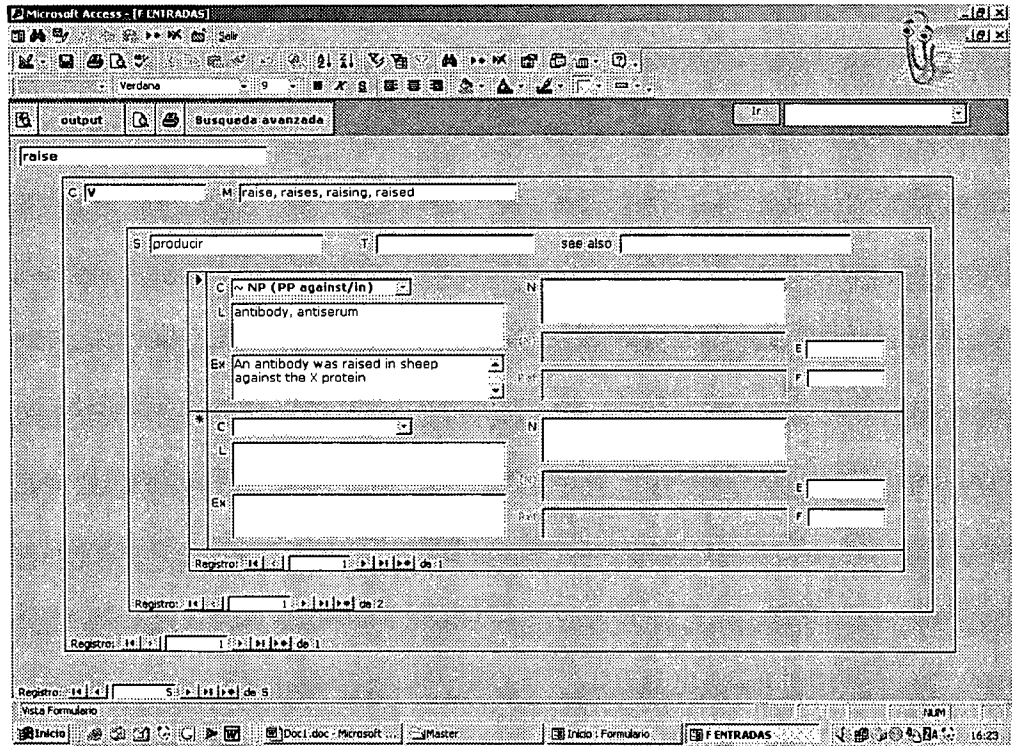 Microsoft Access - [F ENTRADAS]
Salir
Verdana 9
output Busqueda avanzada Ir
raise
C V M raise, raises, raising, raised
S producir T see also
C ~ NP (PP against/in) N
L antibody, antiserum
E
Ex An antibody was raised in sheep
against the X protein
F
C N
L
E
Ex
F
Registro: 1 de 1
Registro: 1 de 2
Registro: 1 de 1
Registro: 5 de 5
Vista Formulario NUM
Inicio Doc1.doc - Microsoft ... Master Inicio : Formulario F ENTRADAS 16:23